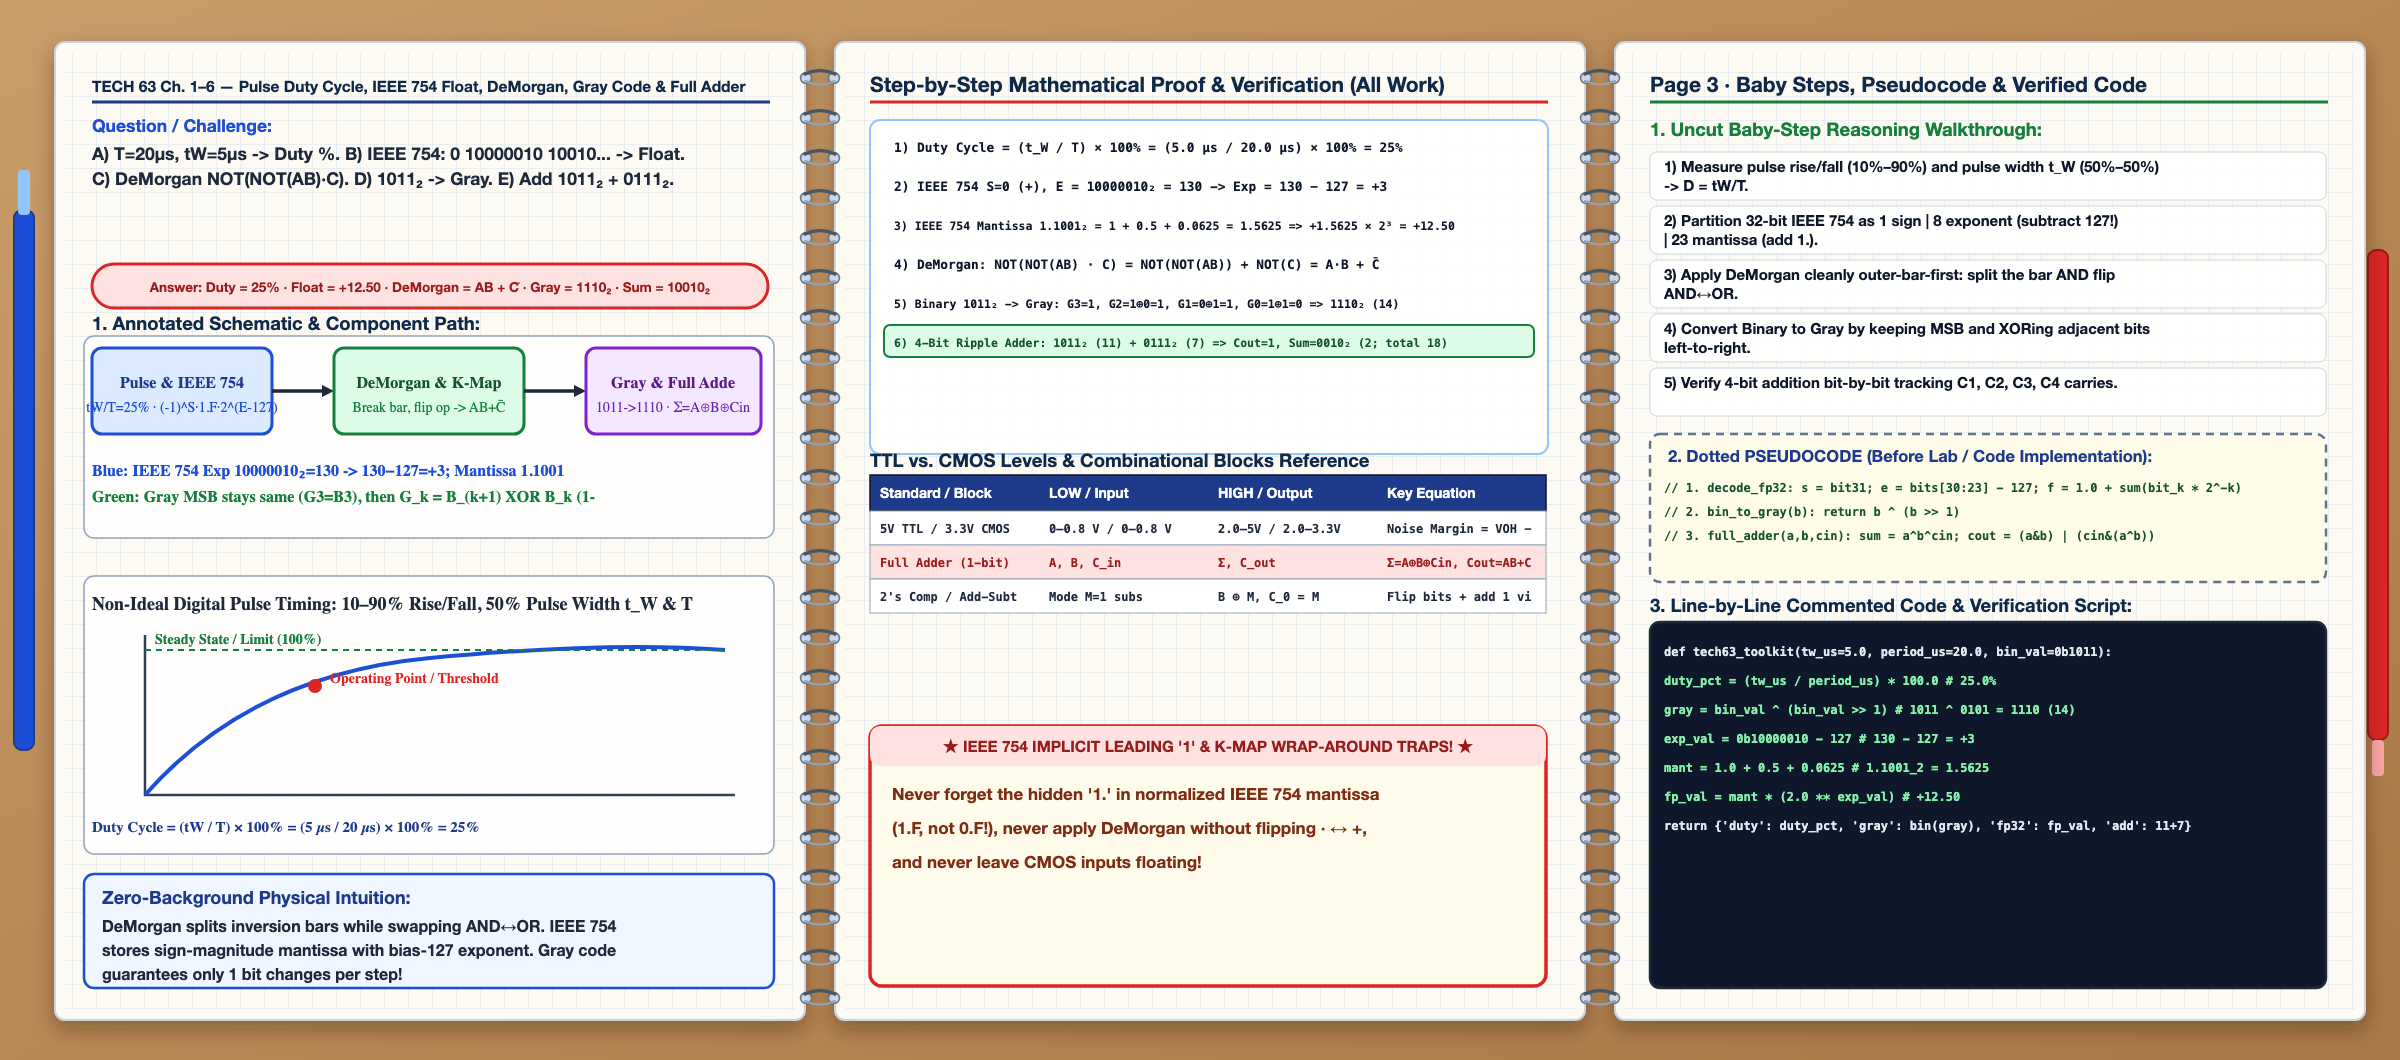 TECH 63 Ch. 1–6 — Pulse Duty Cycle, IEEE 754 Float, DeMorgan, Gray Code & Full Adder
Question / Challenge:
A) T=20µs, tW=5µs -> Duty %. B) IEEE 754: 0 10000010 10010... -> Float.
C) DeMorgan NOT(NOT(AB)·C). D) 1011₂ -> Gray. E) Add 1011₂ + 0111₂.
Answer: Duty = 25% · Float = +12.50 · DeMorgan = AB + C̄ · Gray = 1110₂ · Sum = 10010₂
1. Annotated Schematic & Component Path:
Pulse & IEEE 754
tW/T=25% · (-1)^S·1.F·2^(E-127)
DeMorgan & K-Map
Break bar, flip op -> AB+C̄
Gray & Full Adde
1011->1110 · Σ=A⊕B⊕Cin
Blue: IEEE 754 Exp 10000010₂=130 -> 130−127=+3; Mantissa 1.1001
Green: Gray MSB stays same (G3=B3), then G_k = B_(k+1) XOR B_k (1-
Non-Ideal Digital Pulse Timing: 10–90% Rise/Fall, 50% Pulse Width t_W & T
Steady State / Limit (100%)
Operating Point / Threshold
Duty Cycle = (tW / T) × 100% = (5 µs / 20 µs) × 100% = 25%
Zero-Background Physical Intuition:
DeMorgan splits inversion bars while swapping AND↔OR. IEEE 754
stores sign-magnitude mantissa with bias-127 exponent. Gray code
guarantees only 1 bit changes per step!
Step-by-Step Mathematical Proof & Verification (All Work)
1) Duty Cycle = (t_W / T) × 100% = (5.0 µs / 20.0 µs) × 100% = 25%
2) IEEE 754 S=0 (+), E = 10000010₂ = 130 −> Exp = 130 − 127 = +3
3) IEEE 754 Mantissa 1.1001₂ = 1 + 0.5 + 0.0625 = 1.5625 => +1.5625 × 2³ = +12.50
4) DeMorgan: NOT(NOT(AB) · C) = NOT(NOT(AB)) + NOT(C) = A·B + C̄
5) Binary 1011₂ −> Gray: G3=1, G2=1⊕0=1, G1=0⊕1=1, G0=1⊕1=0 => 1110₂ (14)
6) 4−Bit Ripple Adder: 1011₂ (11) + 0111₂ (7) => Cout=1, Sum=0010₂ (2; total 18)
TTL vs. CMOS Levels & Combinational Blocks Reference
Standard / Block LOW / Input HIGH / Output Key Equation
5V TTL / 3.3V CMOS 0–0.8 V / 0–0.8 V 2.0–5V / 2.0–3.3V Noise Margin = VOH −
Full Adder (1−bit) A, B, C_in Σ, C_out Σ=A⊕B⊕Cin, Cout=AB+C
2's Comp / Add−Subt Mode M=1 subs B ⊕ M, C_0 = M Flip bits + add 1 vi
★ IEEE 754 IMPLICIT LEADING '1' & K-MAP WRAP-AROUND TRAPS! ★
Never forget the hidden '1.' in normalized IEEE 754 mantissa
(1.F, not 0.F!), never apply DeMorgan without flipping · ↔ +,
and never leave CMOS inputs floating!
Page 3 · Baby Steps, Pseudocode & Verified Code
1. Uncut Baby-Step Reasoning Walkthrough:
1) Measure pulse rise/fall (10%–90%) and pulse width t_W (50%–50%)
-> D = tW/T.
2) Partition 32-bit IEEE 754 as 1 sign | 8 exponent (subtract 127!)
| 23 mantissa (add 1.).
3) Apply DeMorgan cleanly outer-bar-first: split the bar AND flip
AND↔OR.
4) Convert Binary to Gray by keeping MSB and XORing adjacent bits
left-to-right.
5) Verify 4-bit addition bit-by-bit tracking C1, C2, C3, C4 carries.
2. Dotted PSEUDOCODE (Before Lab / Code Implementation):
// 1. decode_fp32: s = bit31; e = bits[30:23] − 127; f = 1.0 + sum(bit_k * 2^−k)
// 2. bin_to_gray(b): return b ^ (b >> 1)
// 3. full_adder(a,b,cin): sum = a^b^cin; cout = (a&b) | (cin&(a^b))
3. Line-by-Line Commented Code & Verification Script:
def tech63_toolkit(tw_us=5.0, period_us=20.0, bin_val=0b1011):
duty_pct = (tw_us / period_us) * 100.0 # 25.0%
gray = bin_val ^ (bin_val >> 1) # 1011 ^ 0101 = 1110 (14)
exp_val = 0b10000010 − 127 # 130 − 127 = +3
mant = 1.0 + 0.5 + 0.0625 # 1.1001_2 = 1.5625
fp_val = mant * (2.0 ** exp_val) # +12.50
return {'duty': duty_pct, 'gray': bin(gray), 'fp32': fp_val, 'add': 11+7}